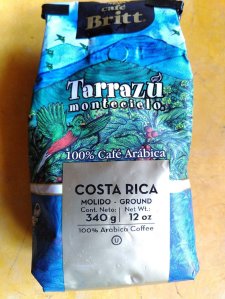 café
Britt
Tarrazú
montecielo
100% Café Arábica
COSTA RICA
MOLIDO - GROUND
Cont. Neto: Net Wt.:
340 g 12 oz
100% Arabica Coffee
U